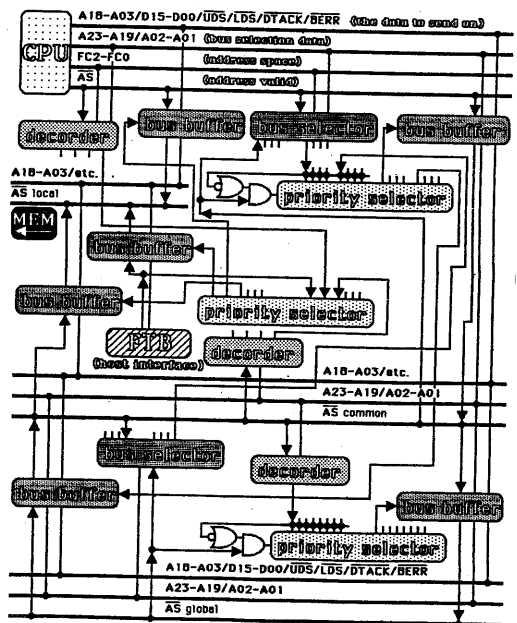 A18-A03/D15-D00/UDS/LDS/DTACK/BERR (the data to send on)
A23-A19/A02-A01 (bus selection data)
CPU
FC2-FC0 (address space)
AS (address valid)
decorder
bus buffer
bus selector
bus buffer
A18-A03/etc.
AS local
priority selector
MEM
bus buffer
bus buffer
priority selector
FTB
(host interface)
decorder
A18-A03/etc.
A23-A19/A02-A01
AS common
bus selector
decorder
bus buffer
bus buffer
priority selector
A18-A03/D15-D00/UDS/LDS/DTACK/BERR
A23-A19/A02-A01
AS global